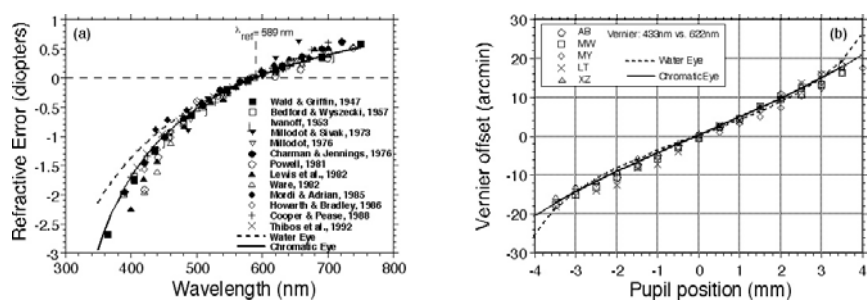 (a)
λref= 589 nm
Refractive Error (diopters)
1
0.5
0
-0.5
-1
-1.5
-2
-2.5
-3
300 400 500 600 700 800
Wavelength (nm)
Wald & Griffin, 1947
Bedford & Wyszecki, 1957
Ivanoff, 1953
Millodot & Sivak, 1973
Millodot, 1976
Charman & Jennings, 1976
Powell, 1981
Lewis et al., 1982
Ware, 1982
Mordi & Adrian, 1985
Howarth & Bradley, 1986
Cooper & Pease, 1988
Thibos et al., 1992
Water Eye
Chromatic Eye
(b)
Vernier offset (arcmin)
30
20
10
0
-10
-20
-30
-4 -3 -2 -1 0 1 2 3 4
Pupil position (mm)
AB
MW
MY
LT
XZ
Vernier: 433nm vs. 622nm
Water Eye
ChromaticEye